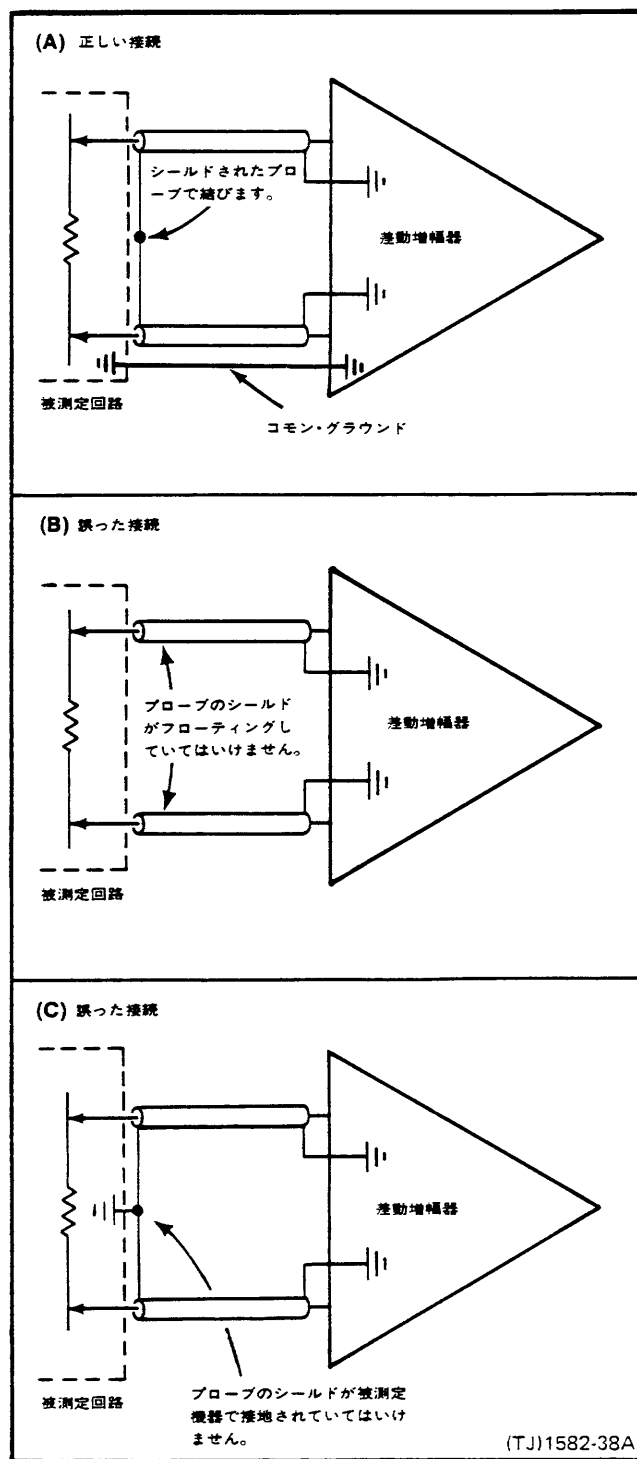 (A) 正しい接続
シールドされたプロ
ーブで結びます。
差動増幅器
被測定回路
コモン・グラウンド
(B) 誤った接続
プローブのシールド
がフローティングし
ていてはいけません。
差動増幅器
被測定回路
(C) 誤った接続
差動増幅器
被測定回路
プローブのシールドが被測定
機器で接地されていてはいけ
ません。
(TJ)1582-38A